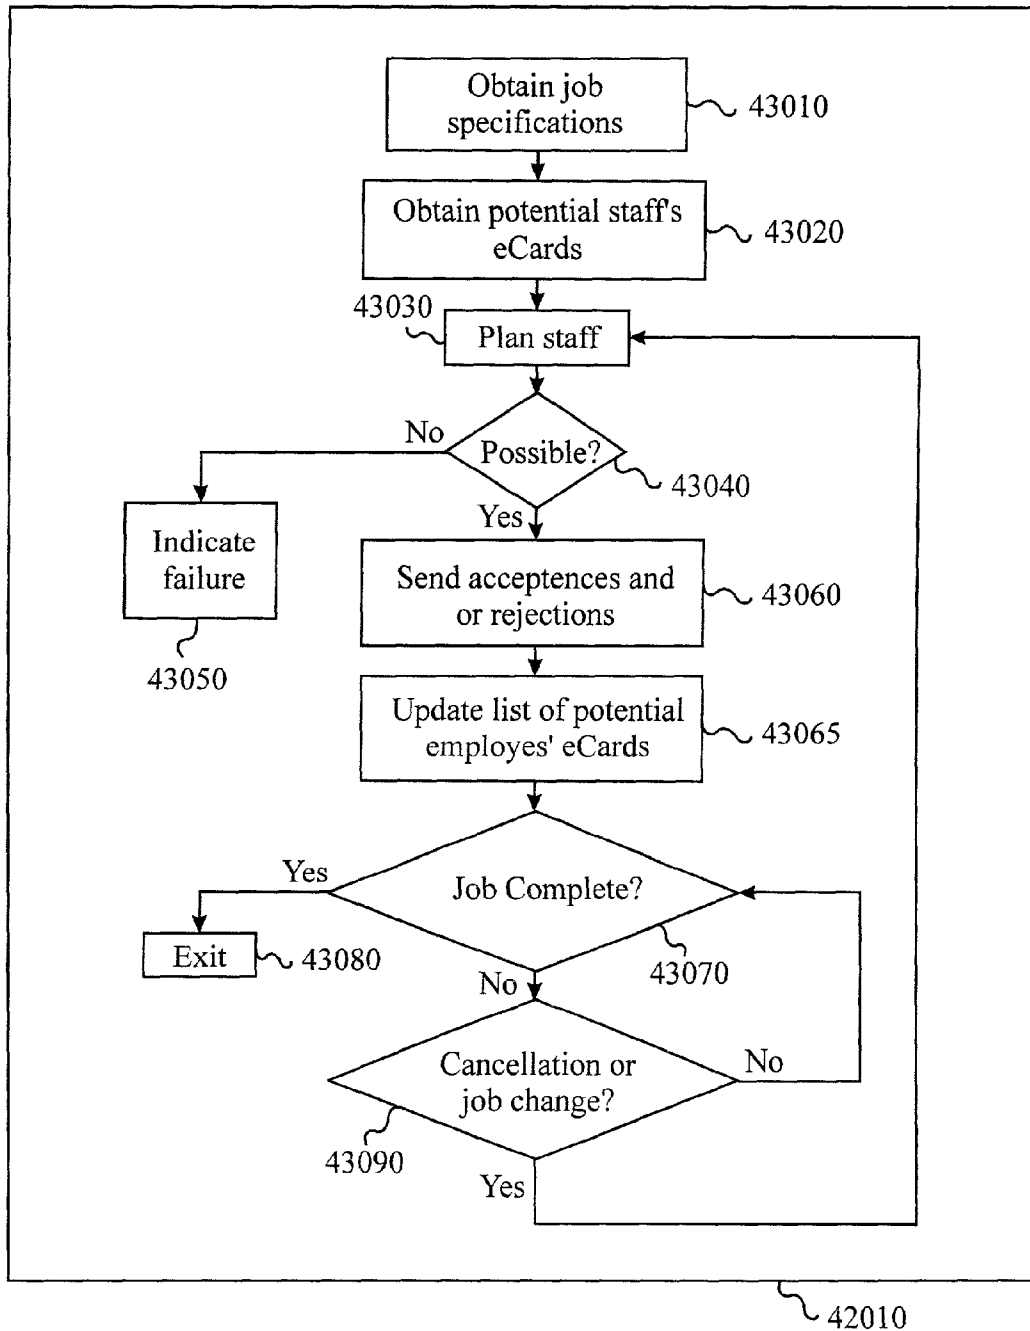 Obtain job
specifications
43010
Obtain potential staff's
eCards
43020
43030
Plan staff
No
Possible?
43040
Yes
Indicate
failure
43050
Send acceptences and
or rejections
43060
Update list of potential
employes' eCards
43065
Yes
Job Complete?
43070
Exit
43080
No
Cancellation or
job change?
No
43090
Yes
42010